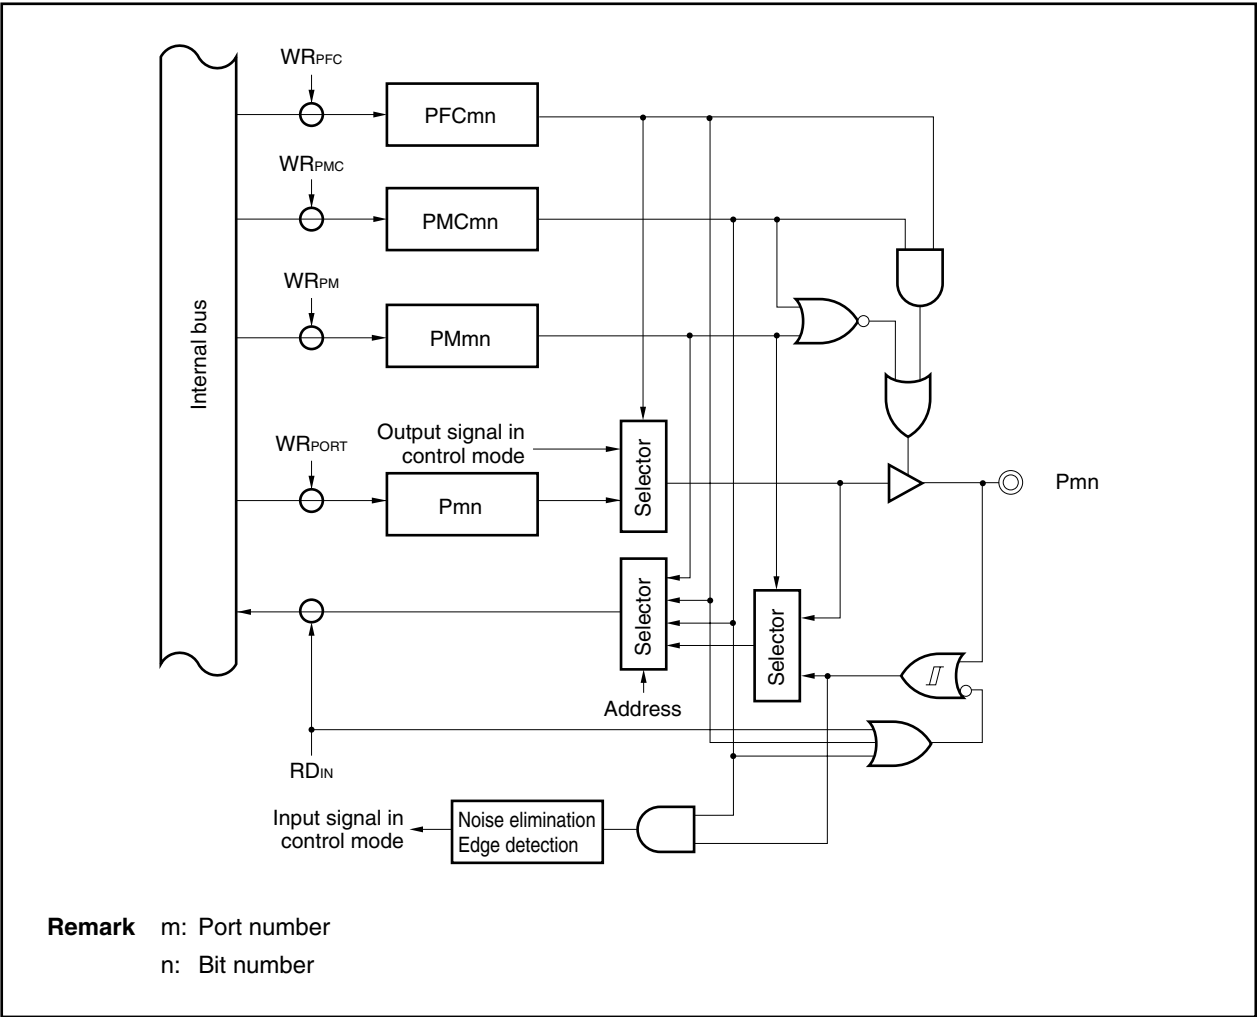 WRPFC
PFCmn
WRPMC
PMCmn
WRPM
PMmn
Internal bus
WRPORT
Output signal in
control mode
Selector
Pmn
Pmn
Selector
Selector
Address
RDIN
Input signal in
control mode
Noise elimination
Edge detection
Remark m: Port number
n: Bit number